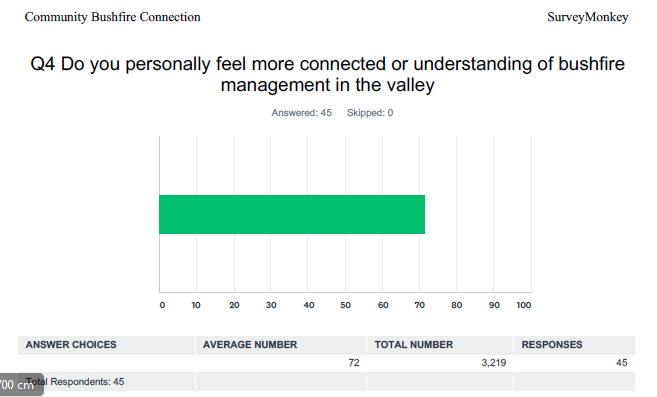 Community Bushfire Connection SurveyMonkey
Q4 Do you personally feel more connected or understanding of bushfire
management in the valley
Answered: 45 Skipped: 0
0 10 20 30 40 50 60 70 80 90 100
ANSWER CHOICES AVERAGE NUMBER TOTAL NUMBER RESPONSES
72 3,219 45
Total Respondents: 45
00 cm